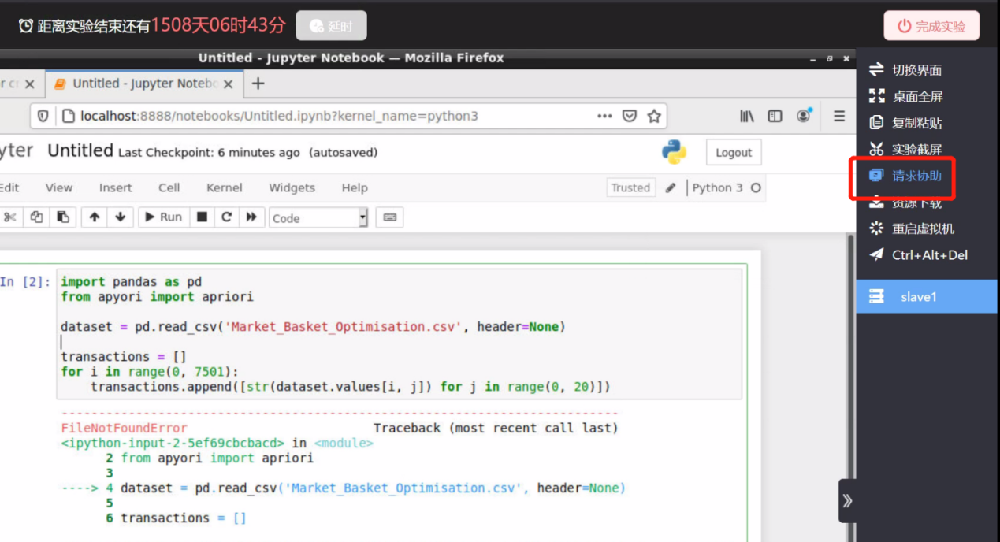 距离实验结束还有1508天06时43分 延时 完成实验
Untitled - Jupyter Notebook — Mozilla Firefox
Untitled - Jupyter Notebo
localhost:8888/notebooks/Untitled.ipynb?kernel_name=python3
yter Untitled Last Checkpoint: 6 minutes ago (autosaved) Logout
Edit View Insert Cell Kernel Widgets Help Trusted Python 3
Run Code
In [2]: import pandas as pd
from apyori import apriori
dataset = pd.read_csv('Market_Basket_Optimisation.csv', header=None)
transactions = []
for i in range(0, 7501):
transactions.append([str(dataset.values[i, j]) for j in range(0, 20)])
---------------------------------------------------------------------------
FileNotFoundError Traceback (most recent call last)
<ipython-input-2-5ef69cbcbacd> in <module>
2 from apyori import apriori
3
----> 4 dataset = pd.read_csv('Market_Basket_Optimisation.csv', header=None)
5
6 transactions = []
切换界面
桌面全屏
复制粘贴
实验截屏
请求协助
资源下载
重启虚拟机
Ctrl+Alt+Del
slave1